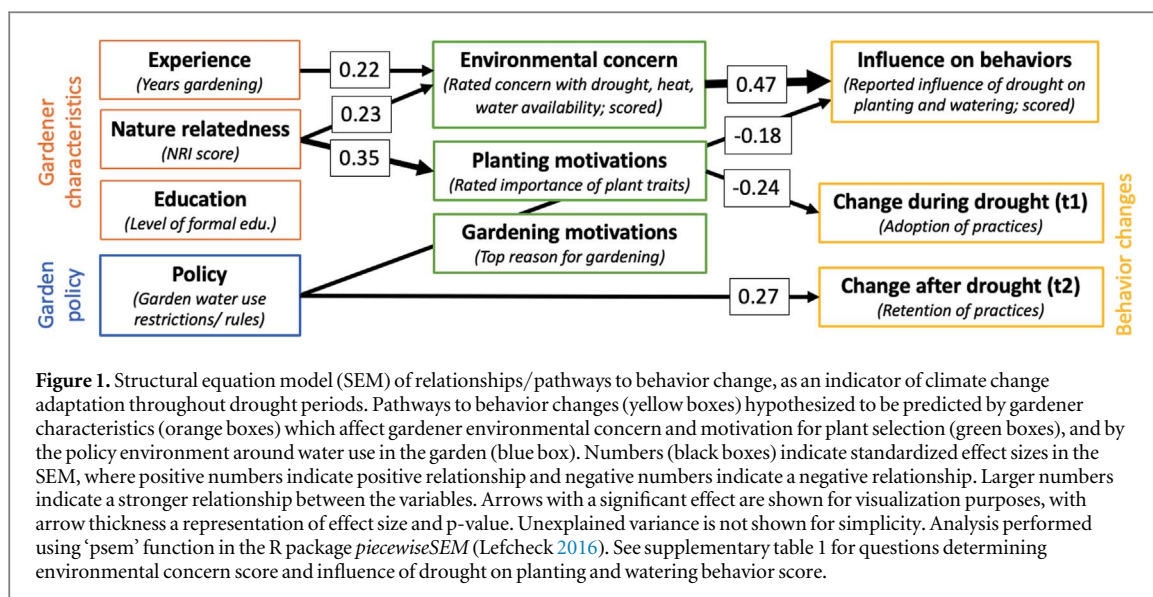 Gardener
characteristics
Experience
(Years gardening)
Nature relatedness
(NRI score)
Education
(Level of formal edu.)
Garden
policy
Policy
(Garden water use
restrictions/ rules)
0.22
0.23
0.35
Environmental concern
(Rated concern with drought, heat,
water availability; scored)
Planting motivations
(Rated importance of plant traits)
Gardening motivations
(Top reason for gardening)
0.47
-0.18
-0.24
0.27
Influence on behaviors
(Reported influence of drought on
planting and watering; scored)
Change during drought (t1)
(Adoption of practices)
Change after drought (t2)
(Retention of practices)
Behavior changes
Figure 1. Structural equation model (SEM) of relationships/pathways to behavior change, as an indicator of climate change
adaptation throughout drought periods. Pathways to behavior changes (yellow boxes) hypothesized to be predicted by gardener
characteristics (orange boxes) which affect gardener environmental concern and motivation for plant selection (green boxes), and by
the policy environment around water use in the garden (blue box). Numbers (black boxes) indicate standardized effect sizes in the
SEM, where positive numbers indicate positive relationship and negative numbers indicate a negative relationship. Larger numbers
indicate a stronger relationship between the variables. Arrows with a significant effect are shown for visualization purposes, with
arrow thickness a representation of effect size and p-value. Unexplained variance is not shown for simplicity. Analysis performed
using ‘psem’ function in the R package piecewiseSEM (Lefcheck 2016). See supplementary table 1 for questions determining
environmental concern score and influence of drought on planting and watering behavior score.